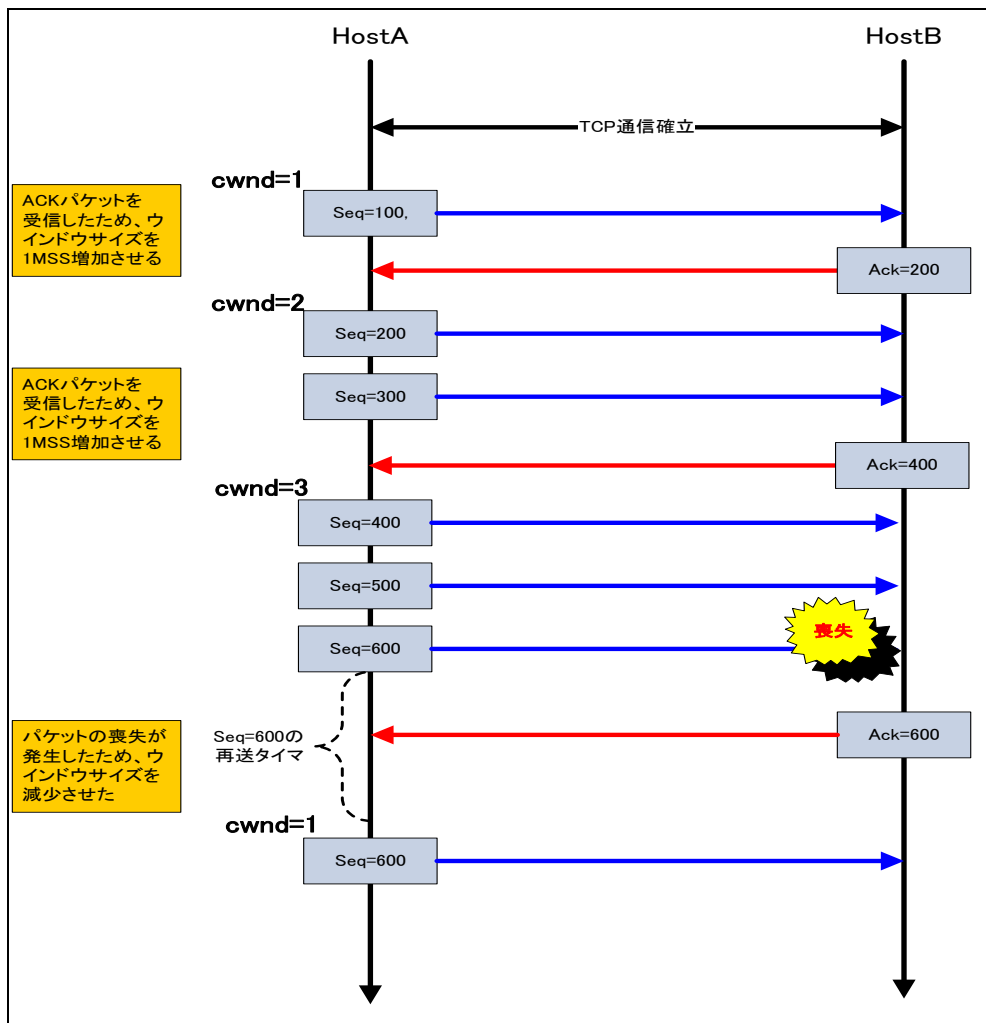 HostA
HostB
TCP通信確立
cwnd=1
ACKパケットを
受信したため、ウ
インドウサイズを
1MSS増加させる
Seq=100,
Ack=200
cwnd=2
Seq=200
ACKパケットを
受信したため、ウ
インドウサイズを
1MSS増加させる
Seq=300
Ack=400
cwnd=3
Seq=400
Seq=500
喪失
Seq=600
Ack=600
パケットの喪失が
発生したため、ウ
インドウサイズを
減少させた
Seq=600の
再送タイマ
cwnd=1
Seq=600